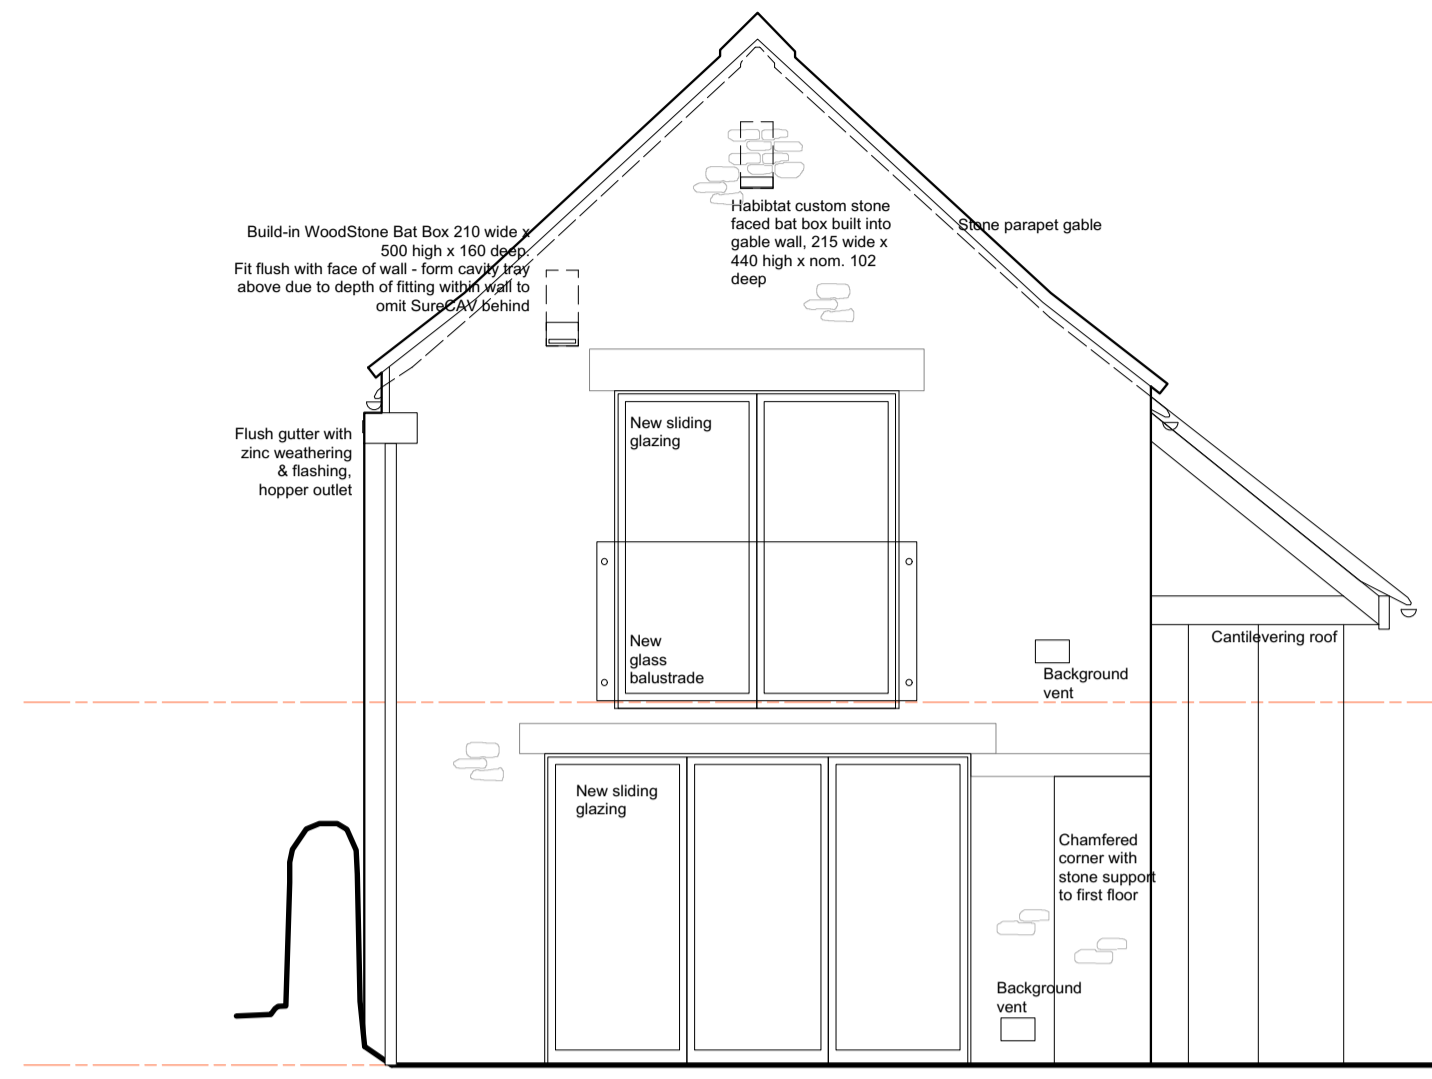 Habibtat custom stone
faced bat box built into
gable wall, 215 wide x
440 high x nom. 102
deep
Stone parapet gable
Build-in WoodStone Bat Box 210 wide x
500 high x 160 deep.
Fit flush with face of wall - form cavity tray
above due to depth of fitting within wall to
omit SureCAV behind
Flush gutter with
zinc weathering
& flashing,
hopper outlet
New sliding
glazing
New
glass
balustrade
Cantilevering roof
Background
vent
New sliding
glazing
Chamfered
corner with
stone support
to first floor
Background
vent